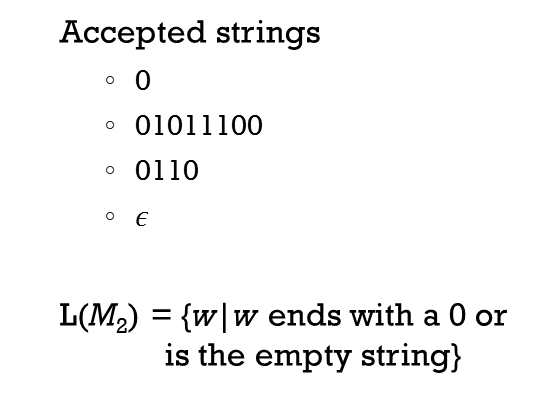 Accepted strings
○ 0
○ 01011100
○ 0110
○ ϵ
L(M₂) = {w|w ends with a 0 or
is the empty string}